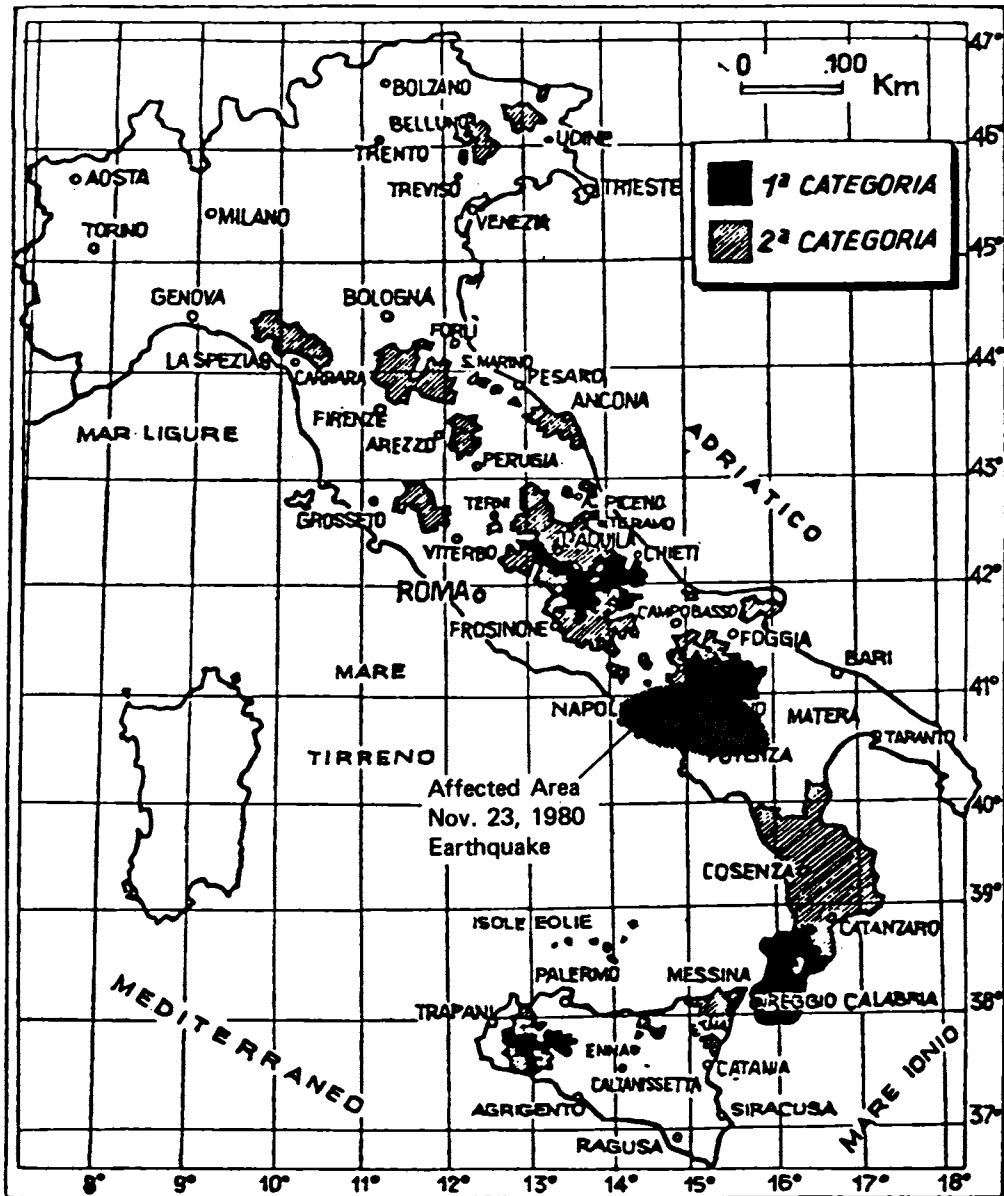 47°
0 100
Km
BOLZANO
BELLUNO
46°
UDINE
TRENTO
1ª CATEGORIA
AOSTA
TREVISO
TRIESTE
MILANO
VENEZIA
2ª CATEGORIA
TORINO
45°
GENOVA
BOLOGNA
FORLI
LA SPEZIA
S. MARINO
44°
CARRARA
PESARO
ANCONA
FIRENZE
MAR LIGURE
AREZZO
ADRIATICO
PERUGIA
43°
TERNI
PICENO
GROSSETO
TERAMO
L'AQUILA
VITERBO
CHIETI
42°
ROMA
CAMPOBASSO
FROSINONE
FOGGIA
BARI
MARE
41°
NAPOL
MATERA
TARANTO
TIRRENO
POTENZA
Affected Area
Nov. 23, 1980
Earthquake
40°
COSENZA
39°
ISOLE EOLIE
CATANZARO
PALERMO
MESSINA
MEDITERRANEO
TRAPANI
REGGIO CALABRIA
38°
ENNA
CATANIA
CALTANISSETTA
MARE IONIO
AGRIGENTO
SIRACUSA
37°
RAGUSA
8° 9° 10° 11° 12° 13° 14° 15° 16° 17° 18°